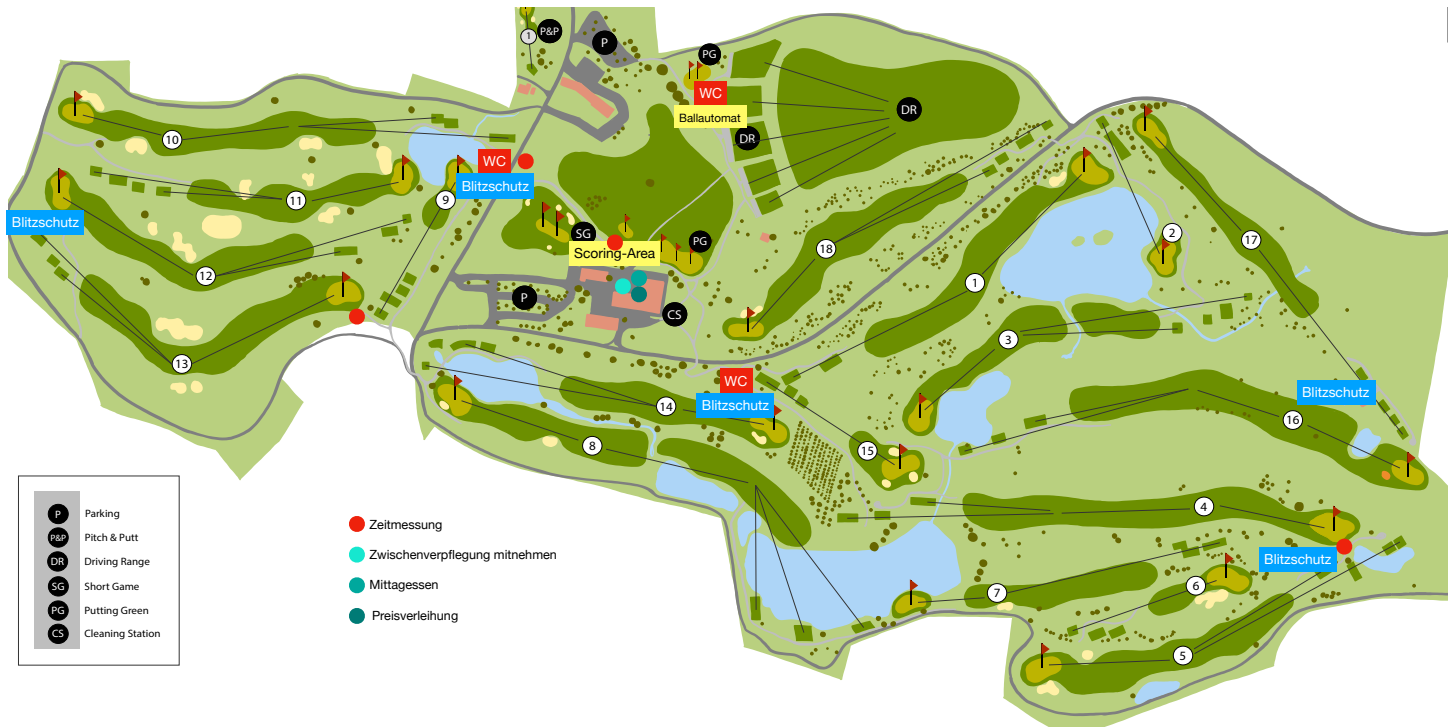 1
P&P
P
PG
WC
Ballautomat
DR
DR
10
WC
Blitzschutz
11
9
Blitzschutz
12
13
SG
Scoring-Area
PG
P
CS
18
1
2
17
3
WC
Blitzschutz
14
8
15
Blitzschutz
16
4
Blitzschutz
7
6
5
P Parking
P&P Pitch & Putt
DR Driving Range
SG Short Game
PG Putting Green
CS Cleaning Station
Zeitmessung
Zwischenverpflegung mitnehmen
Mittagessen
Preisverleihung